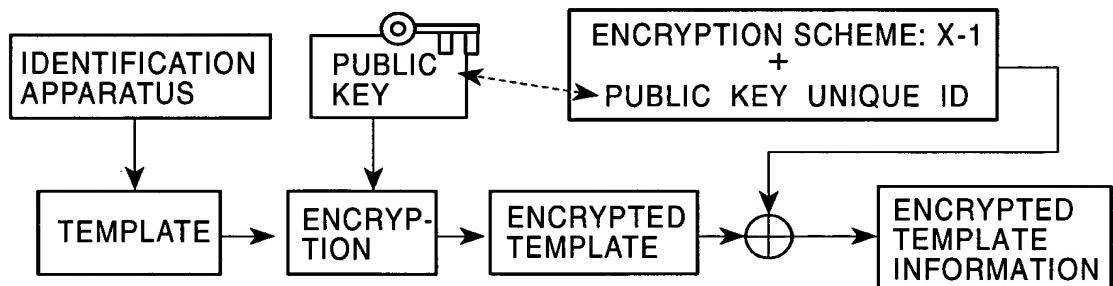 IDENTIFICATION
APPARATUS
PUBLIC
KEY
ENCRYPTION SCHEME: X-1
+
PUBLIC KEY UNIQUE ID
TEMPLATE
ENCRYP-
TION
ENCRYPTED
TEMPLATE
ENCRYPTED
TEMPLATE
INFORMATION